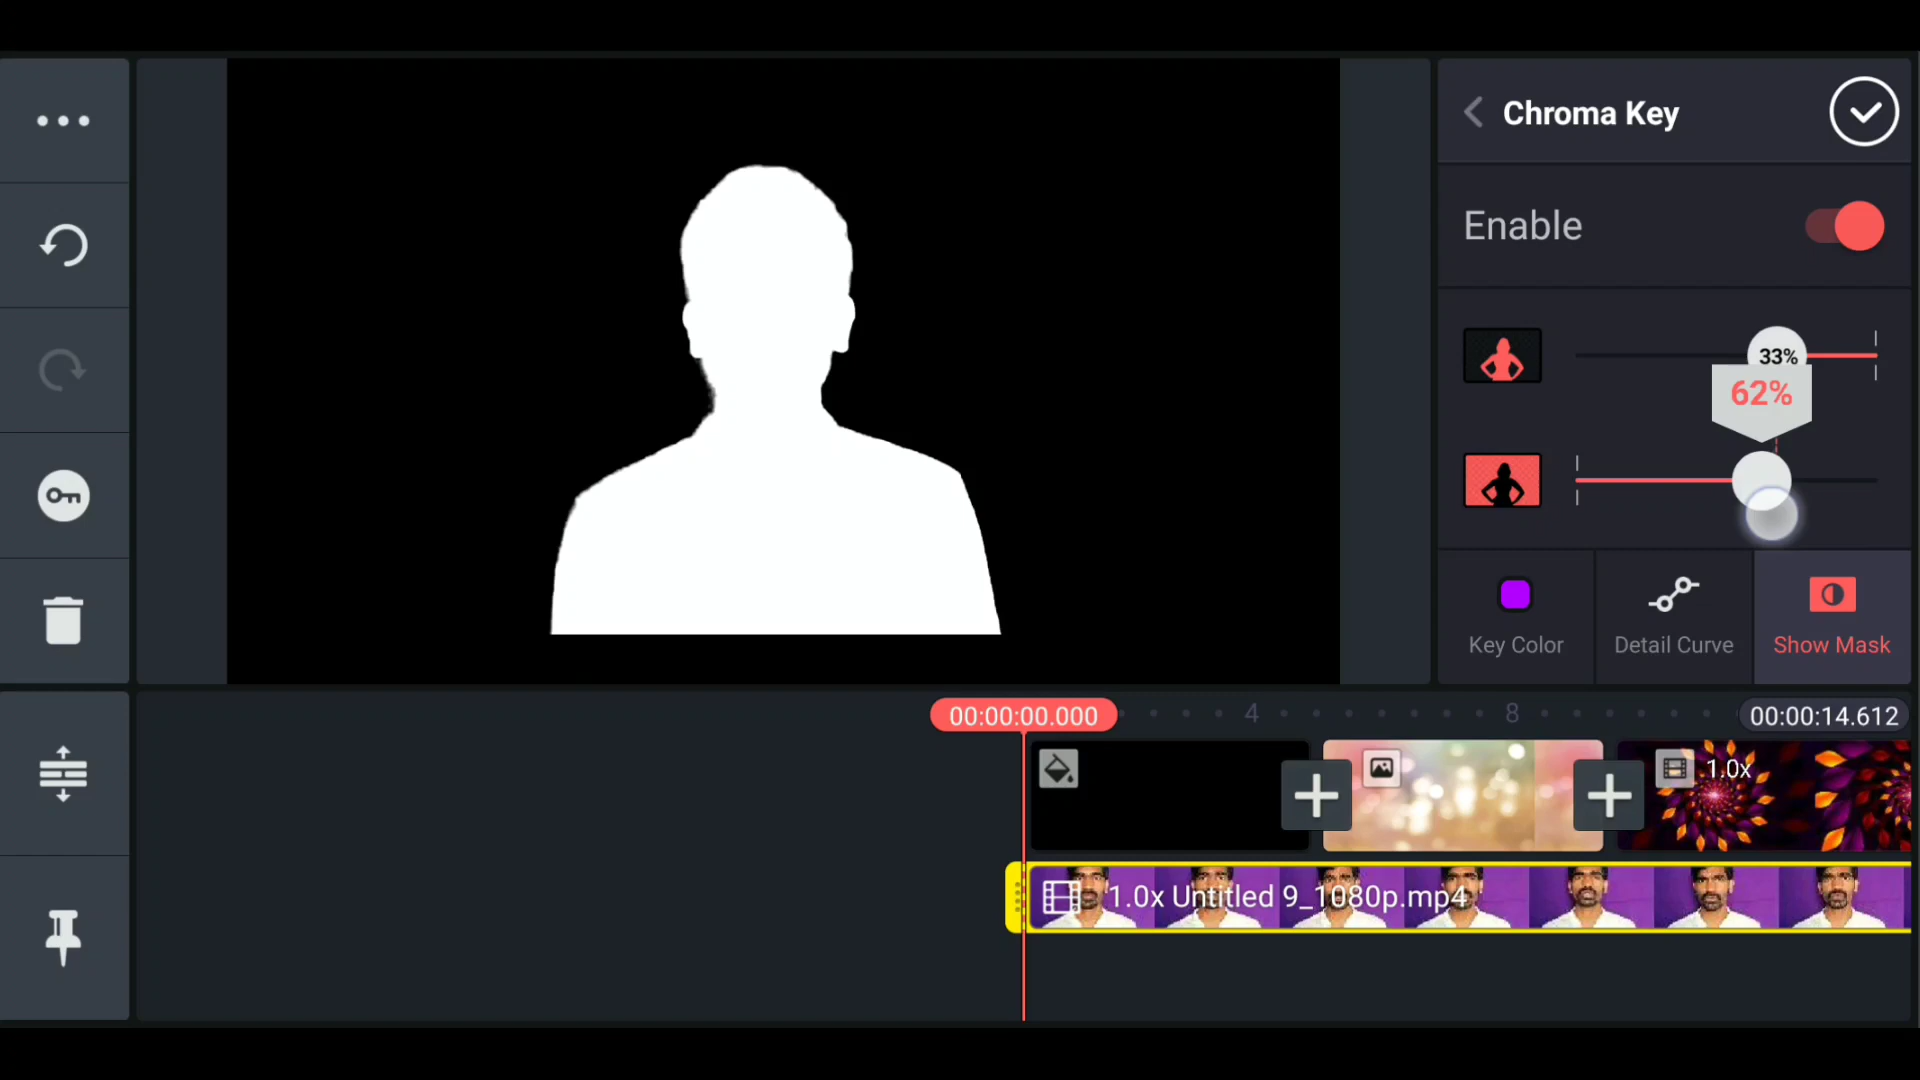 Chroma Key
Enable
33%
62%
Key Color
Detail Curve
Show Mask
00:00:00.000
4
8
00:00:14.612
1.0x
1.0x Untitled 9_1080p.mp4